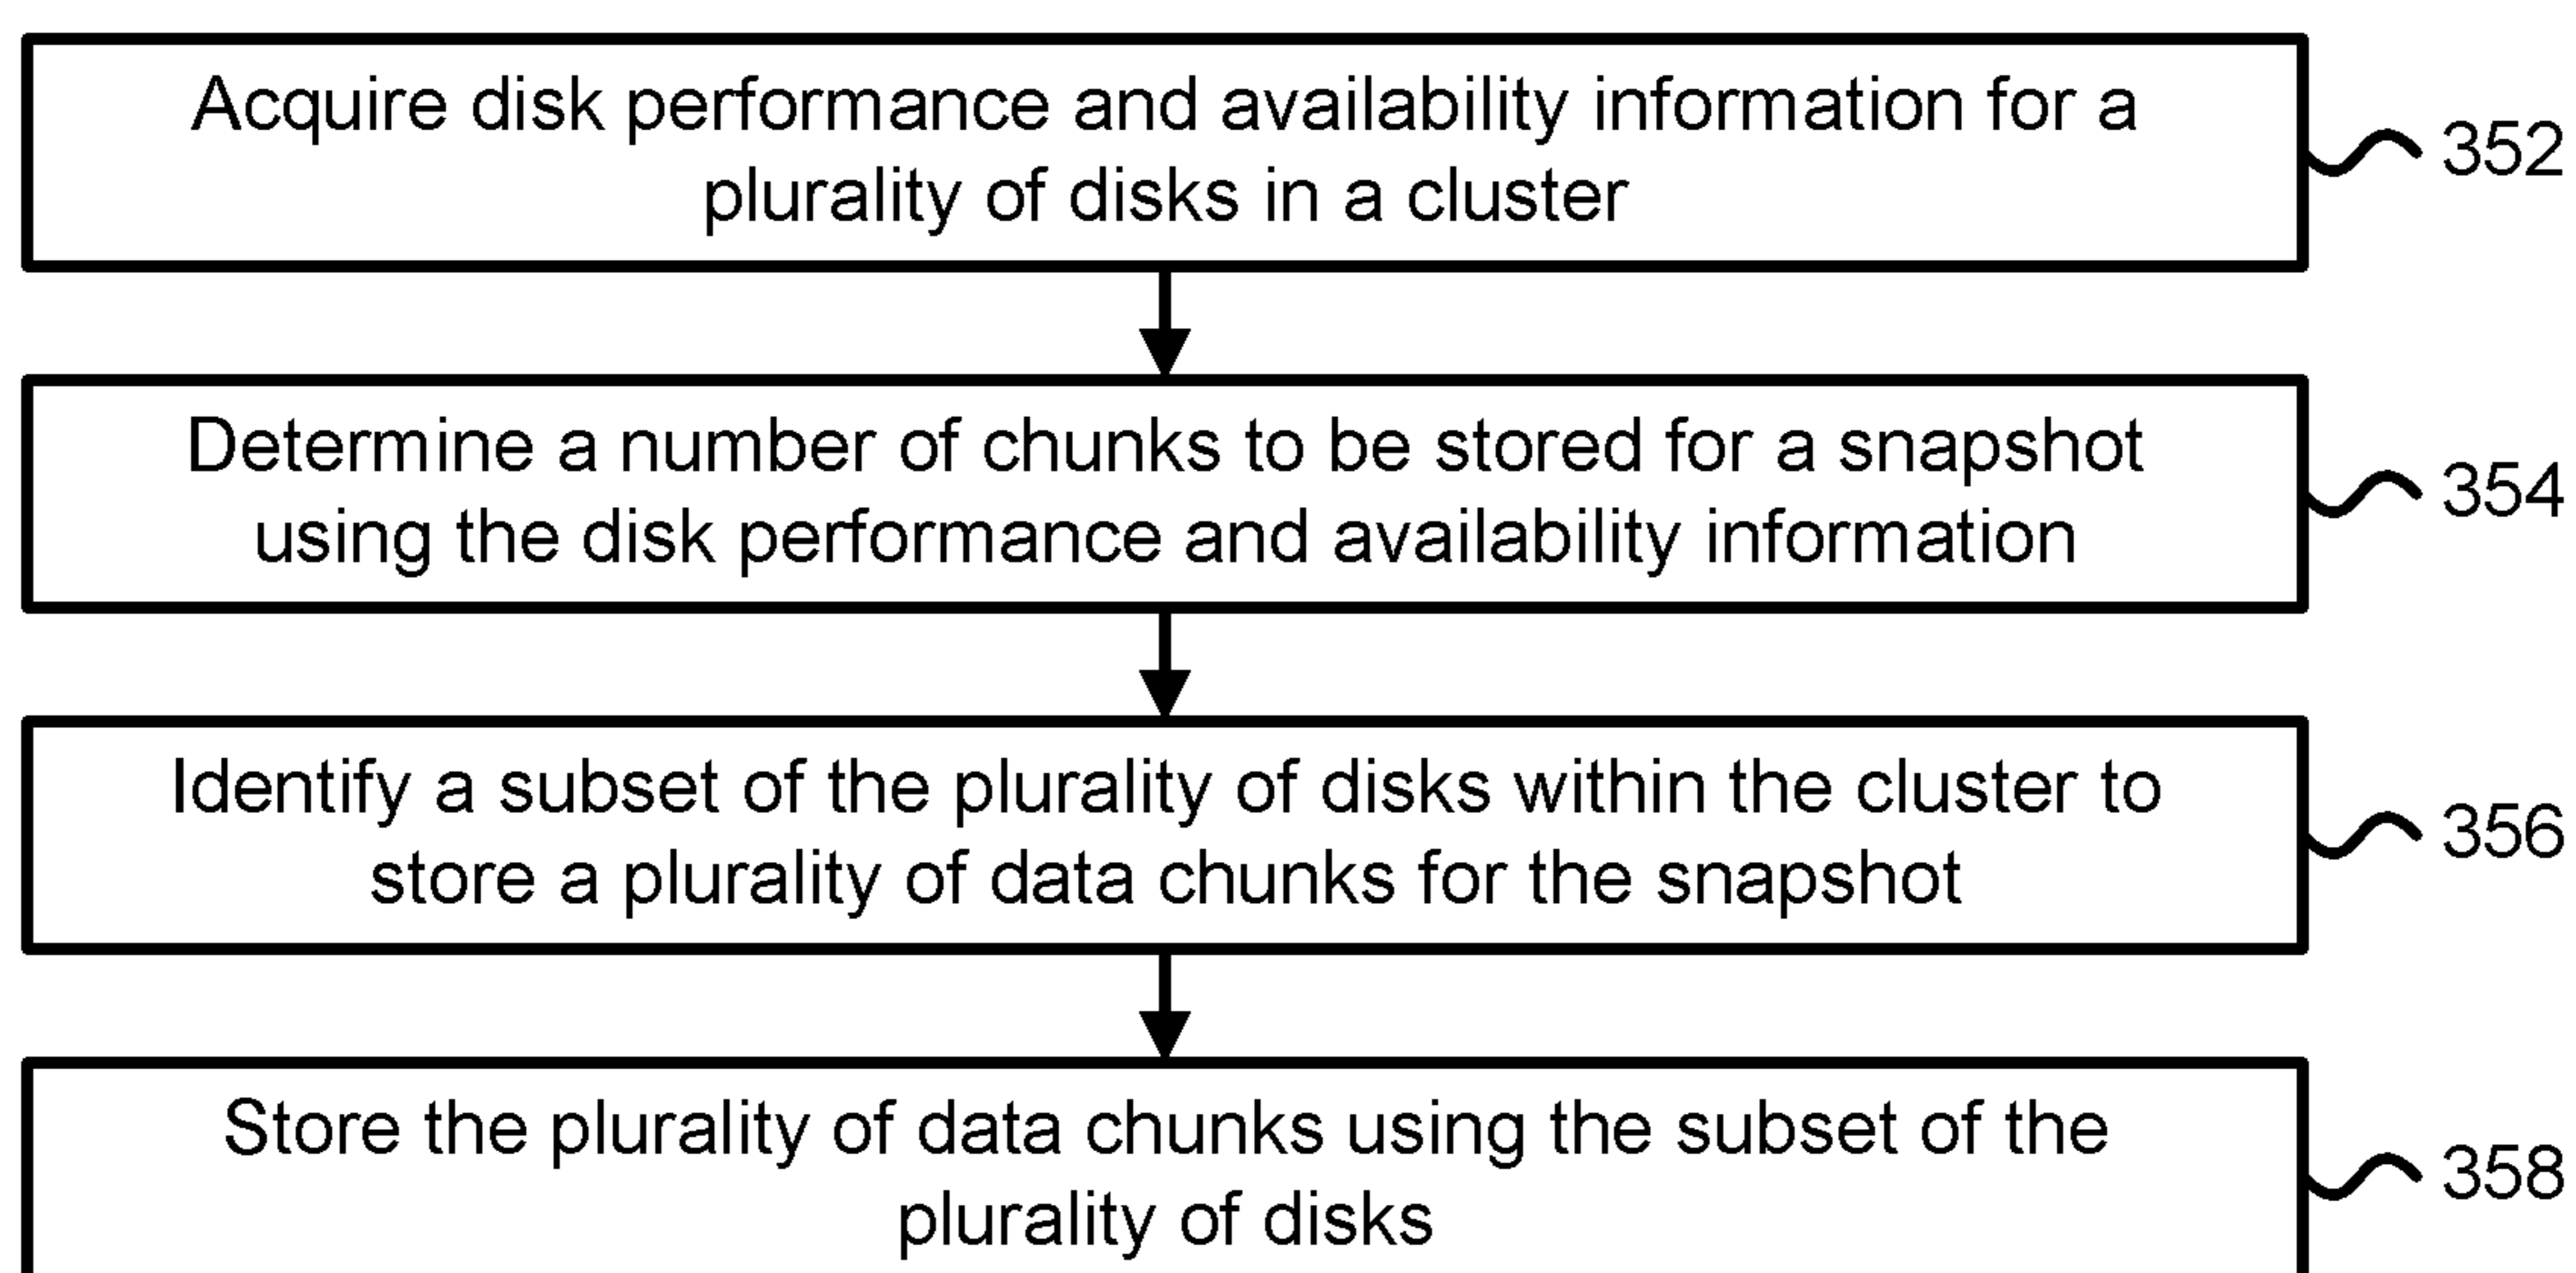 Acquire disk performance and availability information for a
plurality of disks in a cluster
352
Determine a number of chunks to be stored for a snapshot
using the disk performance and availability information
354
Identify a subset of the plurality of disks within the cluster to
store a plurality of data chunks for the snapshot
356
Store the plurality of data chunks using the subset of the
plurality of disks
358